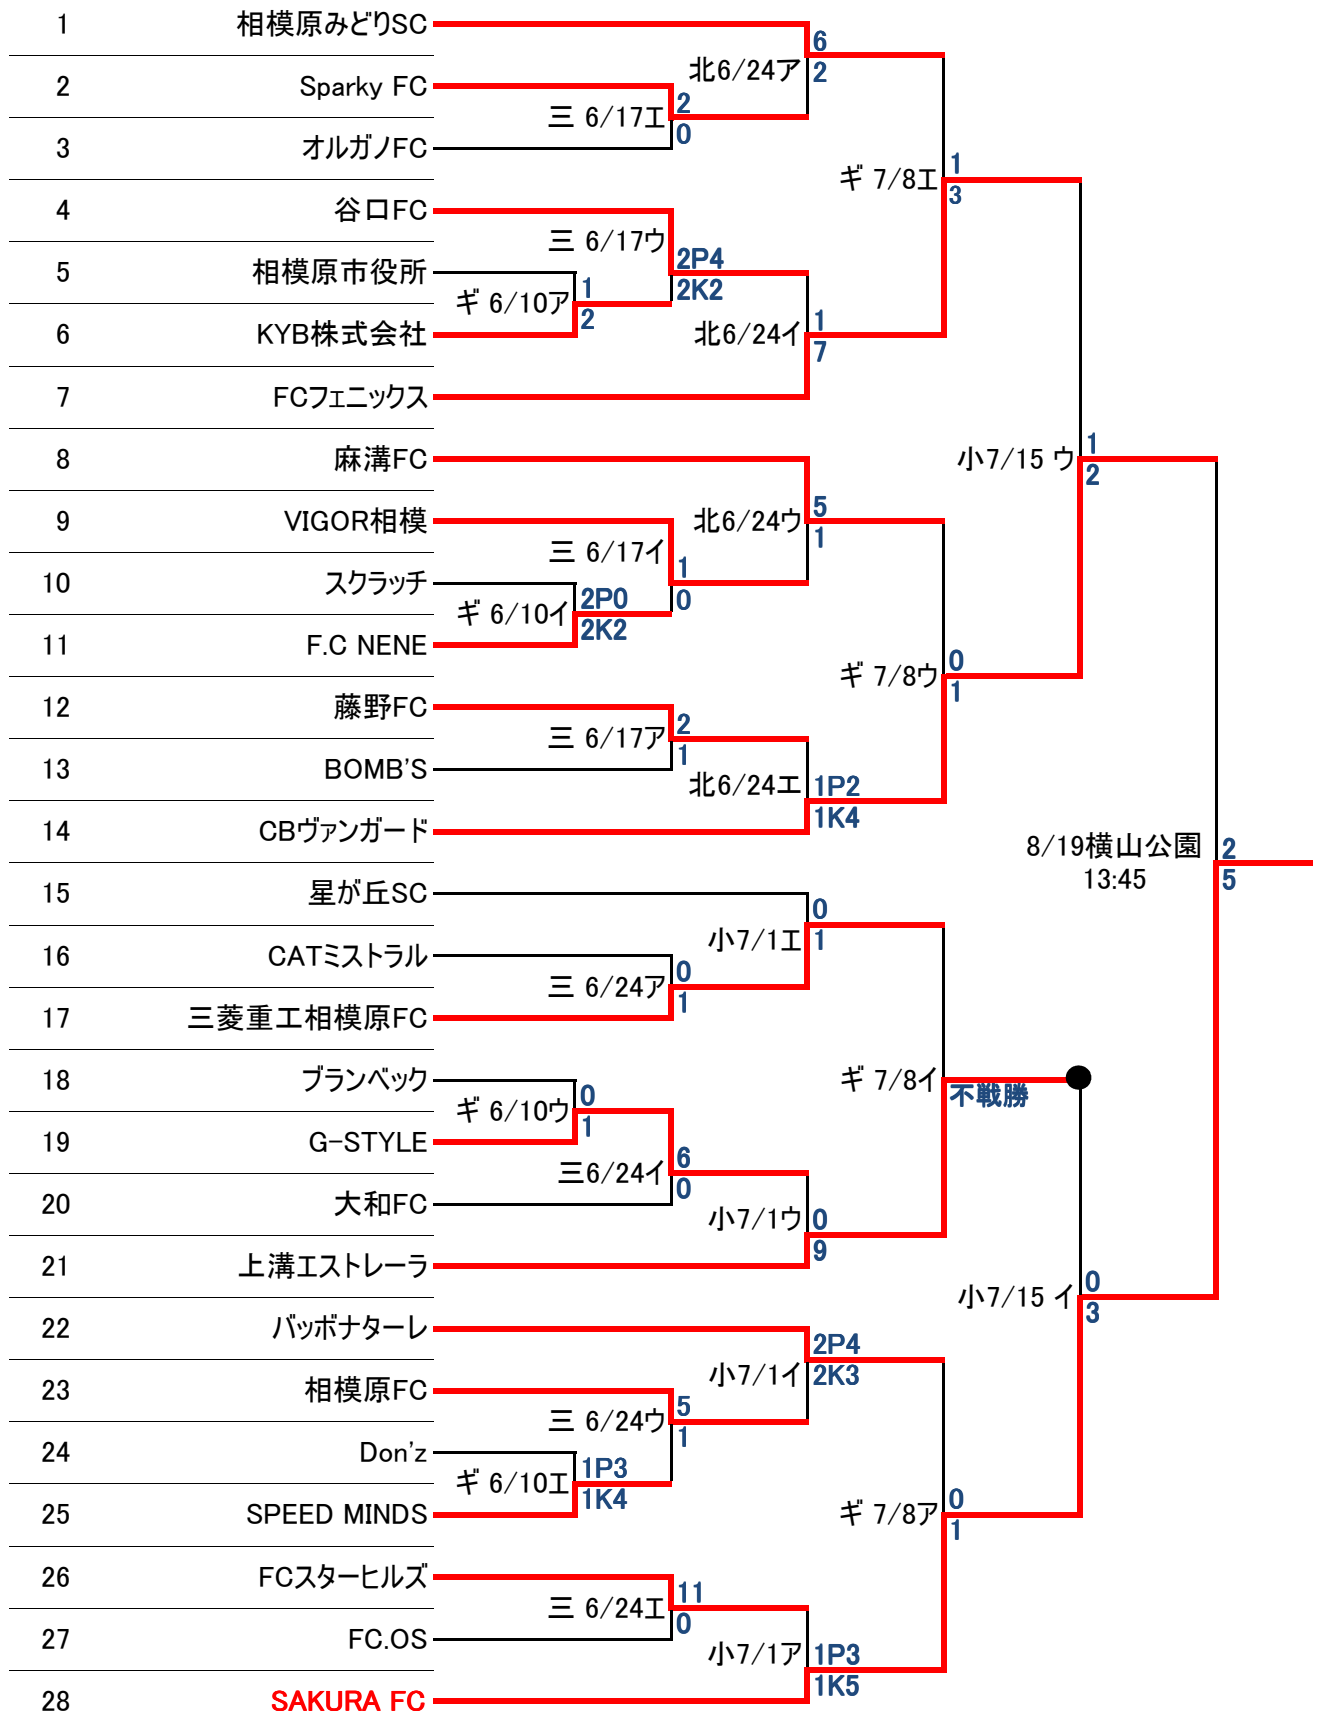 1 相模原みどりSC
6
北6/24ア 2
2 Sparky FC
2
三 6/17エ
0
3 オルガノFC
1
ギ 7/8エ
3
4 谷口FC
三 6/17ウ
2P4
2K2
5 相模原市役所
1
ギ 6/10ア
2
6 KYB株式会社
1
北6/24イ
7
7 FCフェニックス
8 麻溝FC
1
小7/15 ウ
2
5
北6/24ウ
1
9 VIGOR相模
三 6/17イ
1
0
10 スクラッチ
2P0
ギ 6/10イ
2K2
11 F.C NENE
0
ギ 7/8ウ
1
12 藤野FC
2
三 6/17ア
1
13 BOMB'S
北6/24エ
1P2
1K4
14 CBヴァンガード
8/19横山公園
13:45
2
5
15 星が丘SC
0
小7/1エ
1
16 CATミストラル
0
三 6/24ア
1
17 三菱重工相模原FC
18 ブランベック
0
ギ 6/10ウ
1
ギ 7/8イ
不戦勝
19 G-STYLE
6
三6/24イ
0
20 大和FC
小7/1ウ
0
9
21 上溝エストレーラ
0
小7/15 イ
3
22 バッボナターレ
2P4
小7/1イ
2K3
23 相模原FC
5
三 6/24ウ
1
24 Don'z
1P3
ギ 6/10エ
1K4
25 SPEED MINDS
0
ギ 7/8ア
1
26 FCスターヒルズ
11
三 6/24エ
0
27 FC.OS
小7/1ア
1P3
1K5
28 SAKURA FC